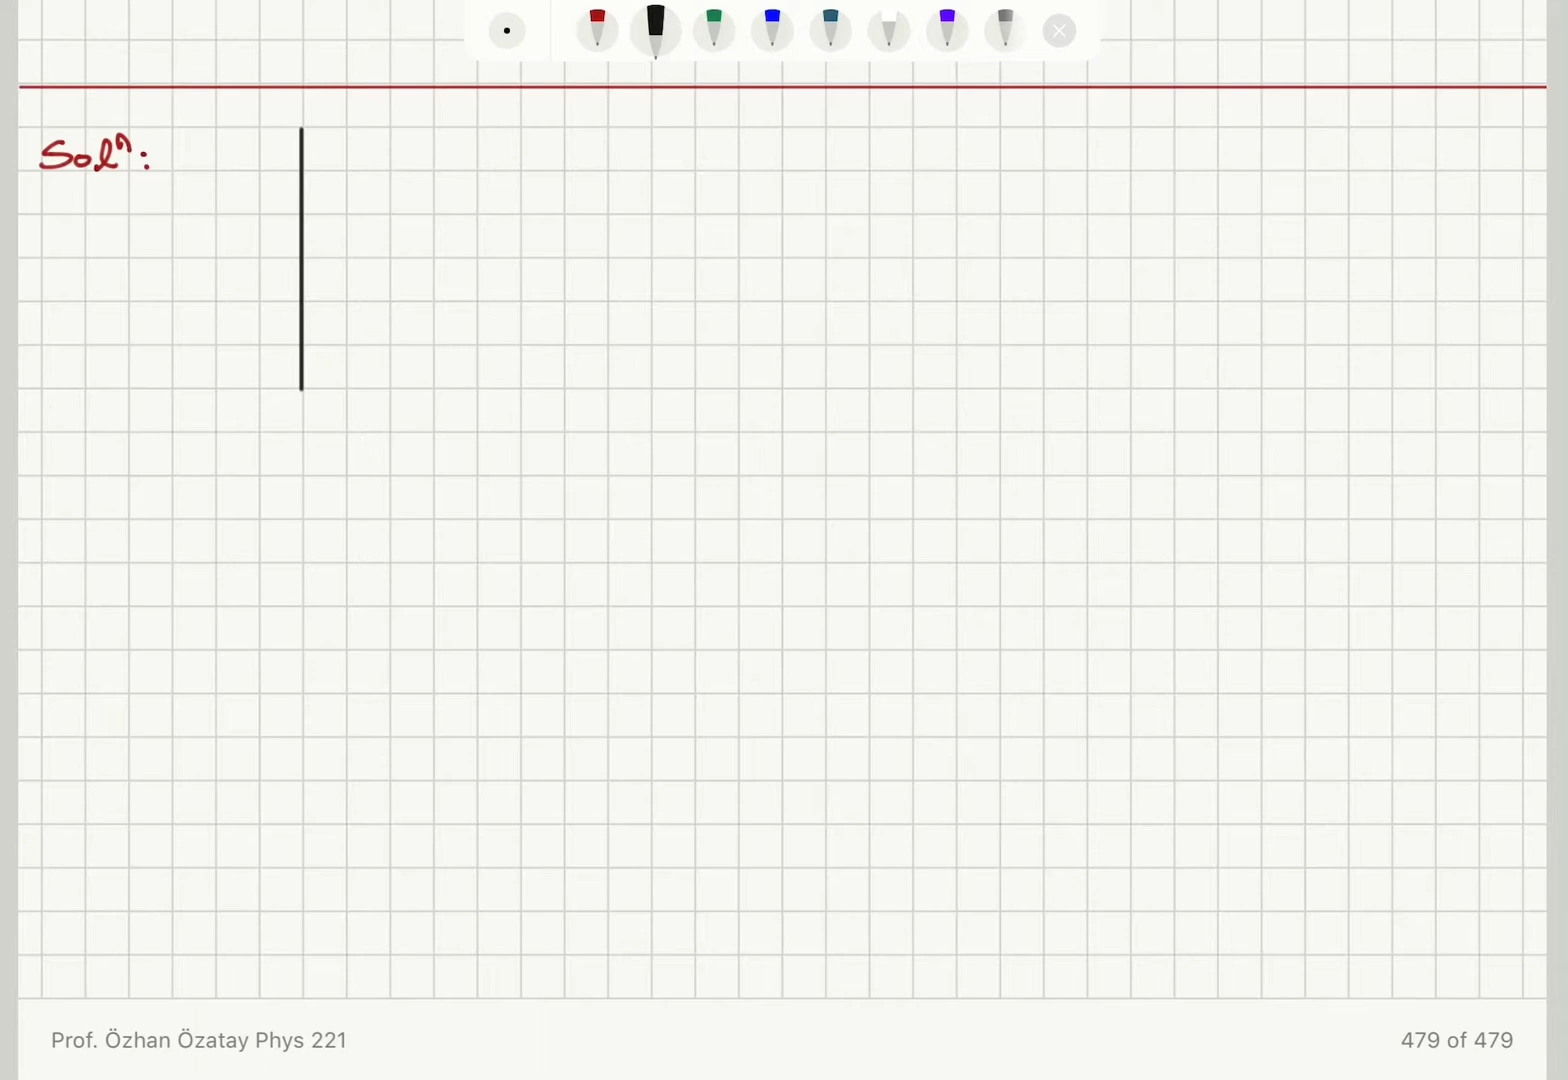 Solⁿ:
Prof. Özhan Özatay Phys 221
479 of 479